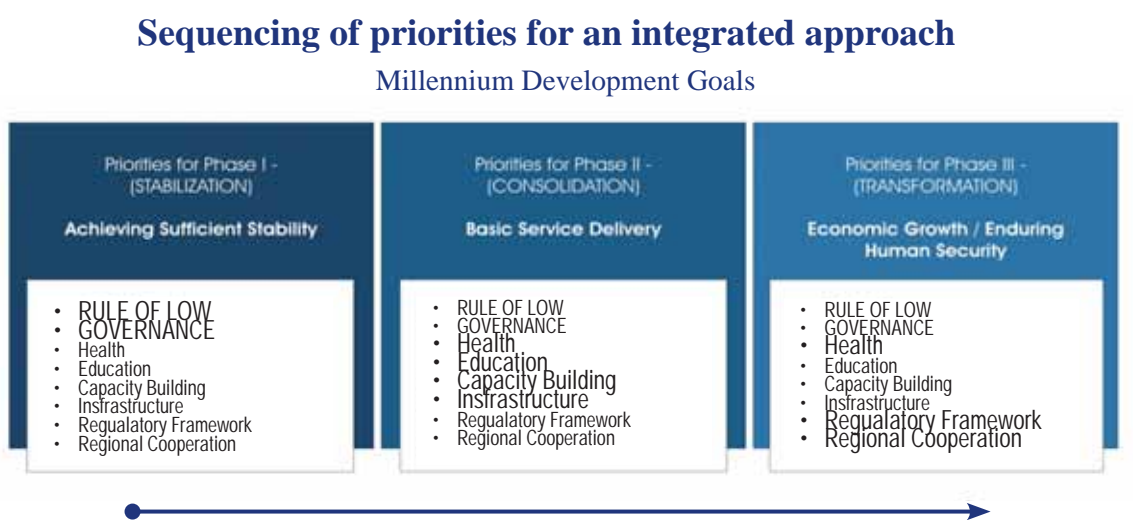 Sequencing of priorities for an integrated approach
Millennium Development Goals
Priorities for Phase I -
(STABILIZATION)
Achieving Sufficient Stability
• RULE OF LOW
• GOVERNANCE
• Health
• Education
• Capacity Building
• Insfrastructure
• Regualatory Framework
• Regional Cooperation
Priorities for Phase II -
(CONSOLIDATION)
Basic Service Delivery
• RULE OF LOW
• GOVERNANCE
• Health
• Education
• Capacity Building
• Insfrastructure
• Regualatory Framework
• Regional Cooperation
Priorities for Phase III -
(TRANSFORMATION)
Economic Growth / Enduring
Human Security
• RULE OF LOW
• GOVERNANCE
• Health
• Education
• Capacity Building
• Insfrastructure
• Regualatory Framework
• Regional Cooperation